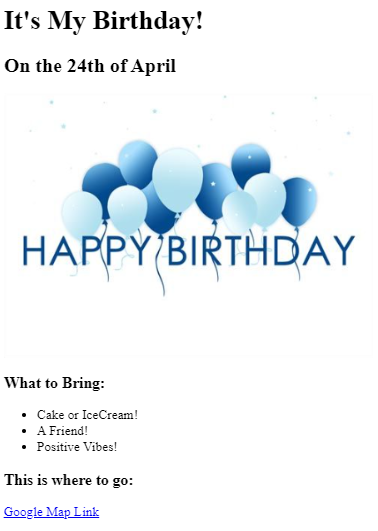 It's My Birthday!
On the 24th of April
HAPPY BIRTHDAY
What to Bring:
Cake or IceCream!
A Friend!
Positive Vibes!
This is where to go:
Google Map Link